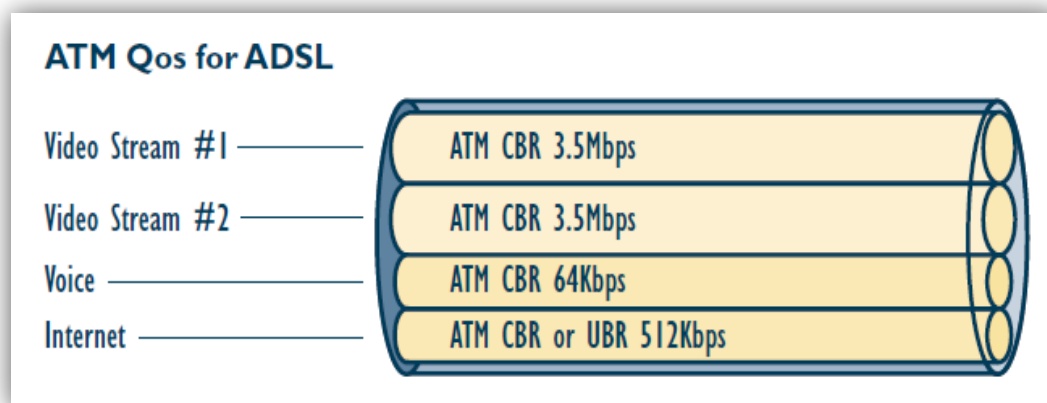 ATM Qos for ADSL
Video Stream #1 ATM CBR 3.5Mbps
Video Stream #2 ATM CBR 3.5Mbps
Voice ATM CBR 64Kbps
Internet ATM CBR or UBR 512Kbps